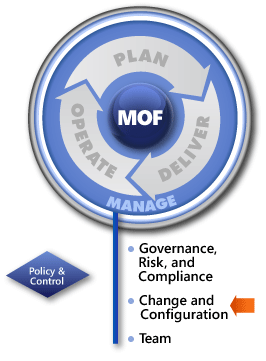 PLAN
MOF
OPERATE
DELIVER
MANAGE
Governance,
Risk, and
Compliance
Policy &
Control
Change and
Configuration
Team